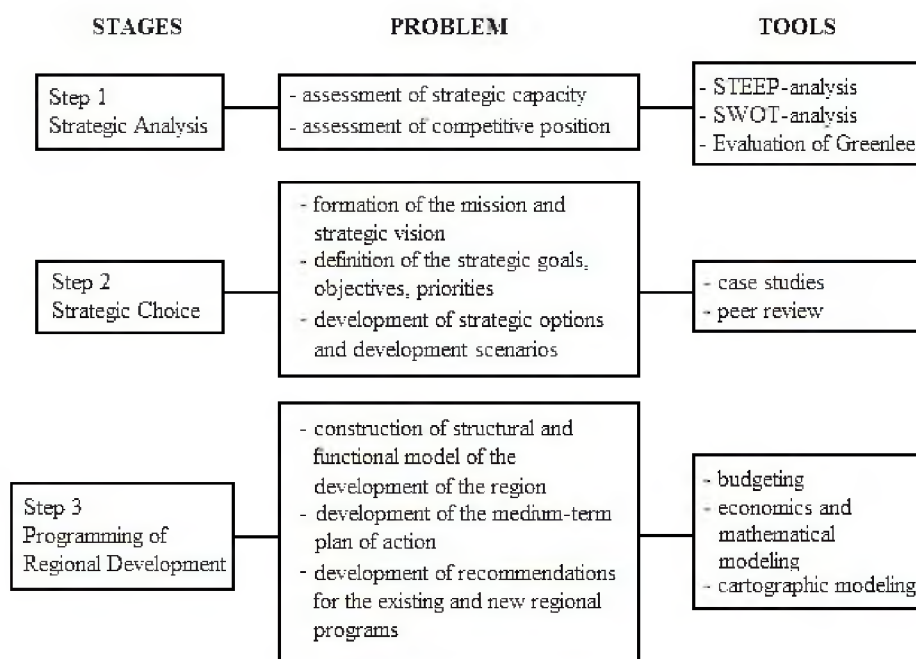 STAGES
PROBLEM
TOOLS
Step 1
Strategic Analysis
- assessment of strategic capacity
- assessment of competitive position
- STEEP-analysis
- SWOT-analysis
- Evaluation of Greenlee
Step 2
Strategic Choice
- formation of the mission and
strategic vision
- definition of the strategic goals,
objectives, priorities
- development of strategic options
and development scenarios
- case studies
- peer review
Step 3
Programming of
Regional Development
- construction of structural and
functional model of the
development of the region
- development of the medium-term
plan of action
- development of recommendations
for the existing and new regional
programs
- budgeting
- economics and
mathematical
modeling
- cartographic modeling